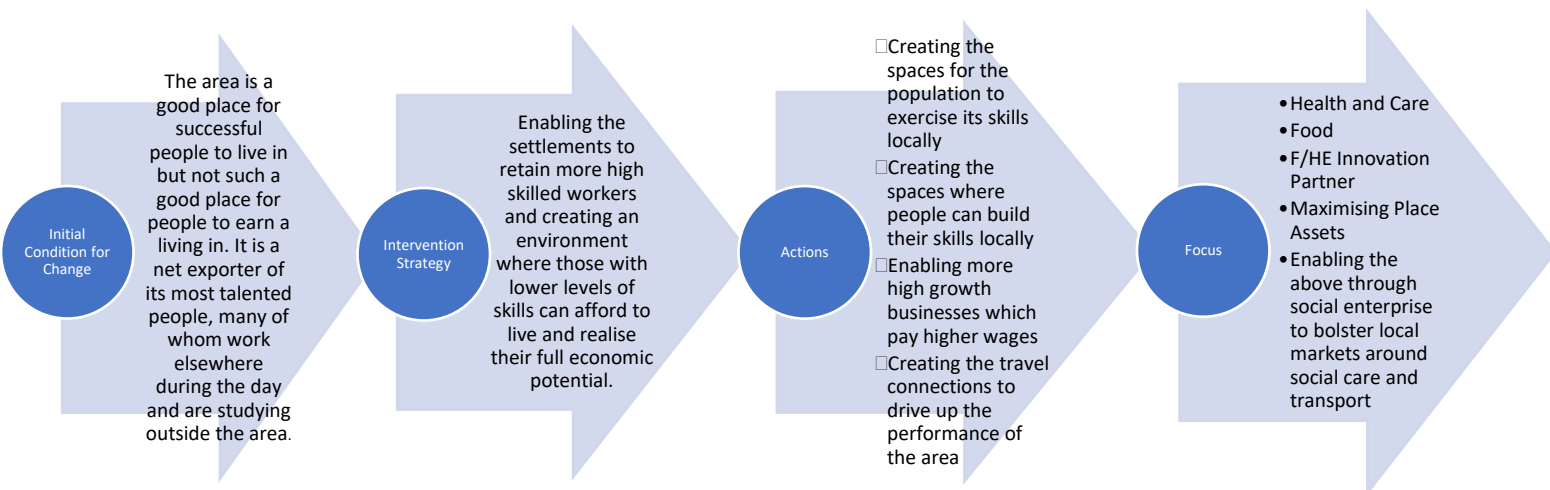 Initial
Condition for
Change
The area is a
good place for
successful
people to live in
but not such a
good place for
people to earn a
living in. It is a
net exporter of
its most talented
people, many of
whom work
elsewhere
during the day
and are studying
outside the area.
Intervention
Strategy
Enabling the
settlements to
retain more high
skilled workers
and creating an
environment
where those with
lower levels of
skills can afford to
live and realise
their full economic
potential.
Actions
□Creating the
spaces for the
population to
exercise its skills
locally
□Creating the
spaces where
people can build
their skills locally
□Enabling more
high growth
businesses which
pay higher wages
□Creating the travel
connections to
drive up the
performance of
the area
Focus
•Health and Care
•Food
•F/HE Innovation
Partner
•Maximising Place
Assets
•Enabling the
above through
social enterprise
to bolster local
markets around
social care and
transport